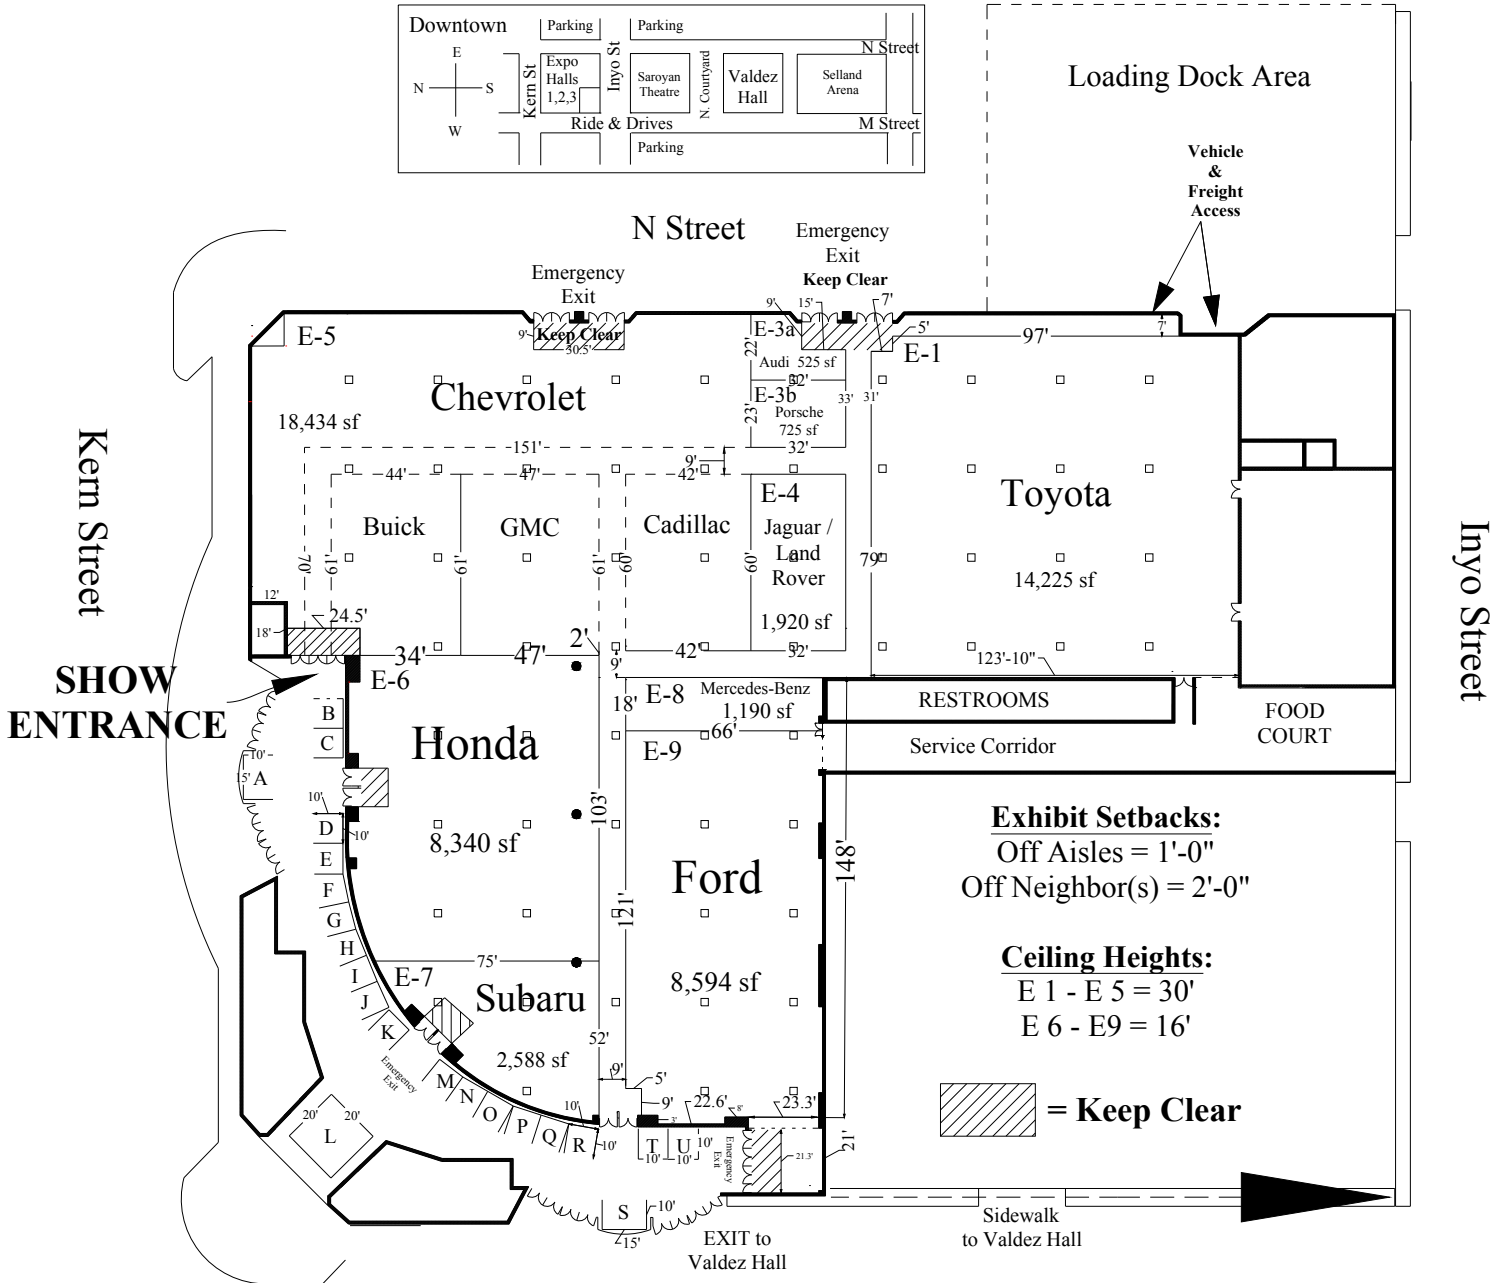 Downtown
E
N
S
W
Parking
Parking
N Street
Kern St
Expo
Halls
1,2,3
Inyo St
Saroyan
Theatre
N. Courtyard
Valdez
Hall
Selland
Arena
Ride & Drives
M Street
Parking
Loading Dock Area
Vehicle
&
Freight
Access
N Street
Emergency
Exit
Keep Clear
Emergency
Exit
9'
Keep Clear
30.5'
9'
15'
7'
5'
97'
7'
E-5
E-3a
22'
Audi 525 sf
32'
E-1
E-3b
23'
Porsche
725 sf
32'
33'
31'
Chevrolet
18,434 sf
151'
9'
44'
47'
42'
E-4
Buick
GMC
Cadillac
Jaguar /
Land
Rover
1,920 sf
70'
61'
61'
61'
60'
60'
79'
Toyota
14,225 sf
Kern Street
Inyo Street
12'
18'
24.5'
34'
47'
2'
9'
42'
32'
123'-10"
SHOW
ENTRANCE
E-6
E-8
Mercedes-Benz
1,190 sf
18'
66'
RESTROOMS
FOOD
COURT
Service Corridor
B
C
10'
15'
A
10'
D
10'
E
F
G
H
I
J
K
Honda
8,340 sf
103'
E-9
Ford
8,594 sf
121'
148'
Exhibit Setbacks:
Off Aisles = 1'-0"
Off Neighbor(s) = 2'-0"
Ceiling Heights:
E 1 - E 5 = 30'
E 6 - E9 = 16'
= Keep Clear
75'
E-7
Subaru
2,588 sf
52'
9'
5'
9'
3'
22.6'
8'
23.3'
Emergency
Exit
M
N
O
P
Q
R
10'
10'
20'
20'
L
T
U
10'
10'
10'
Emergency
Exit
21.3'
21'
S
10'
15'
EXIT to
Valdez Hall
Sidewalk
to Valdez Hall